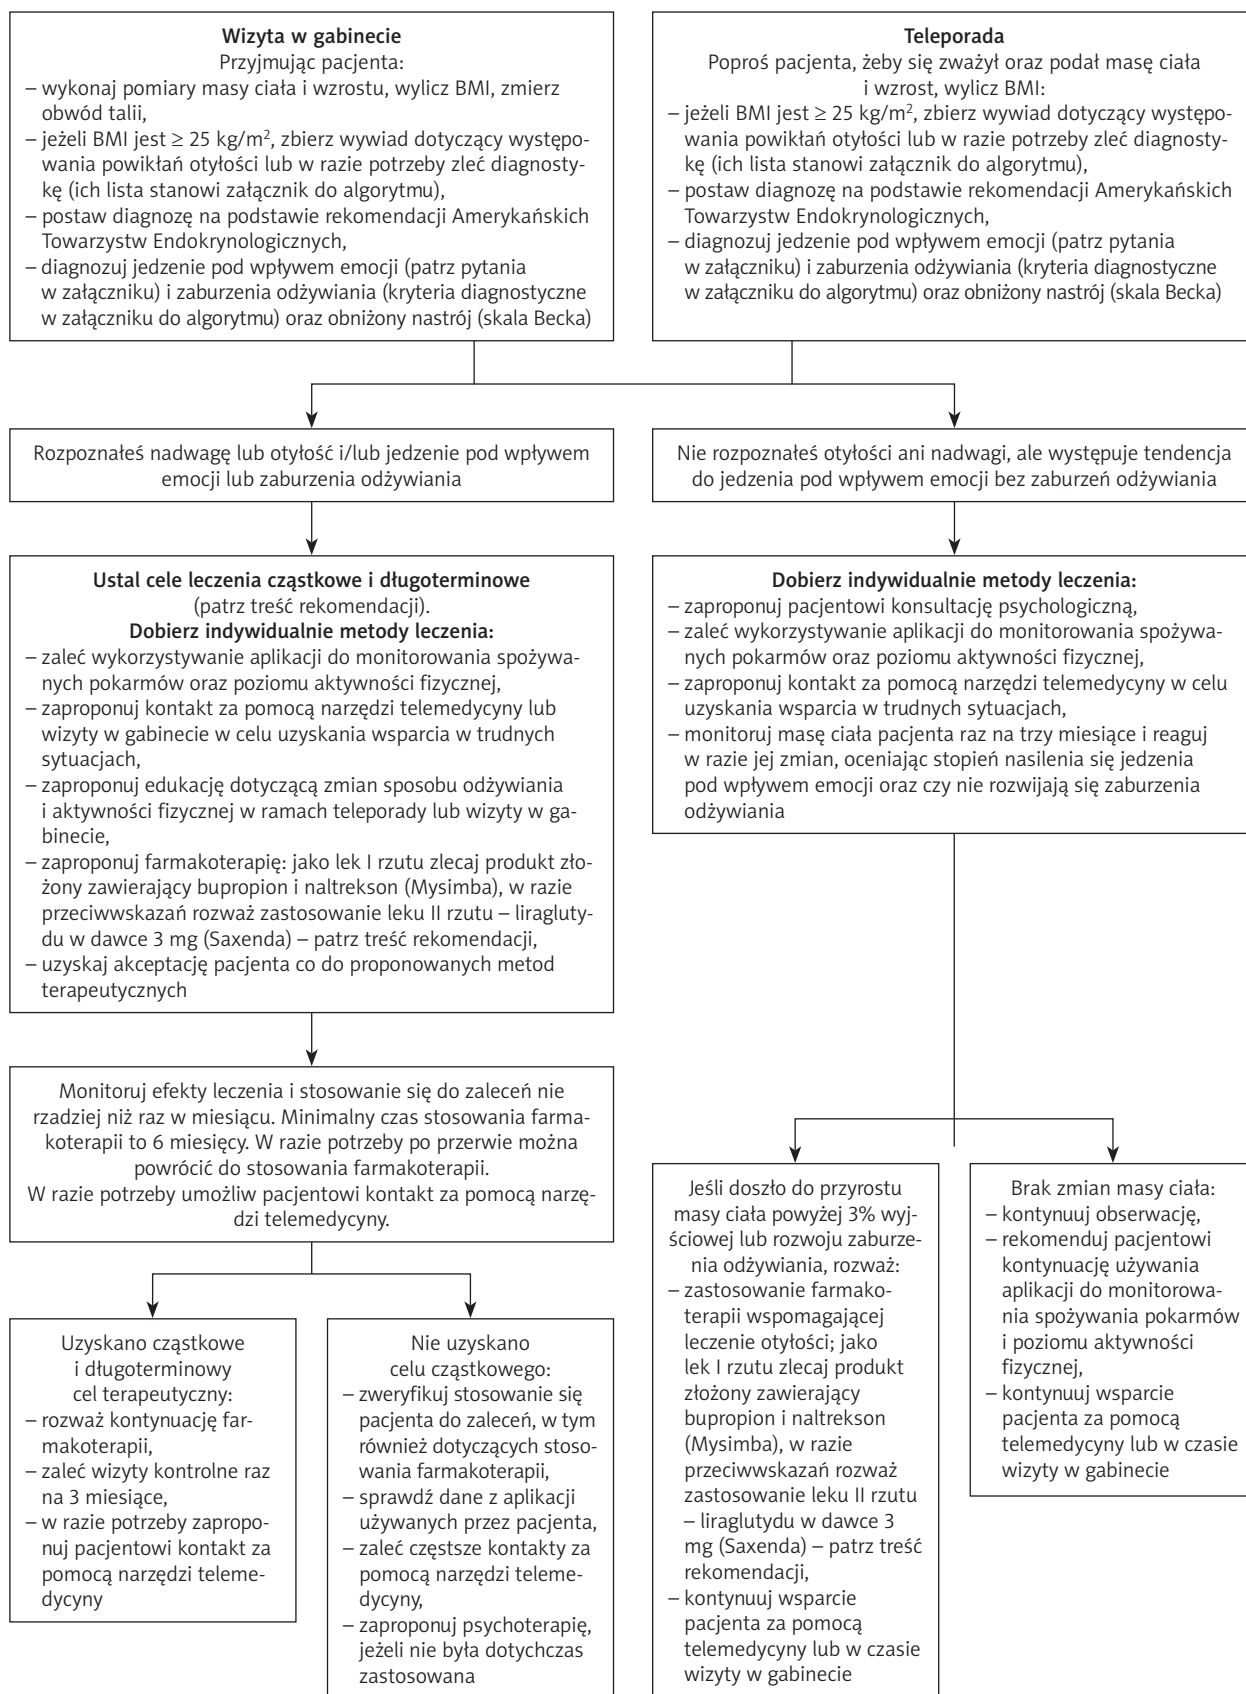 Wizyta w gabinecie
Przyjmując pacjenta:
– wykonaj pomiary masy ciała i wzrostu, wylicz BMI, zmierz
obwód talii,
– jeżeli BMI jest ≥ 25 kg/m², zbierz wywiad dotyczący występo-
wania powikłań otyłości lub w razie potrzeby zleć diagnosty-
kę (ich lista stanowi załącznik do algorytmu),
– postaw diagnozę na podstawie rekomendacji Amerykańskich
Towarzystw Endokrynologicznych,
– diagnozuj jedzenie pod wpływem emocji (patrz pytania
w załączniku) i zaburzenia odżywiania (kryteria diagnostyczne
w załączniku do algorytmu) oraz obniżony nastrój (skala Becka)
Teleporada
Poproś pacjenta, żeby się zważył oraz podał masę ciała
i wzrost, wylicz BMI:
– jeżeli BMI jest ≥ 25 kg/m², zbierz wywiad dotyczący występo-
wania powikłań otyłości lub w razie potrzeby zleć diagnosty-
kę (ich lista stanowi załącznik do algorytmu),
– postaw diagnozę na podstawie rekomendacji Amerykańskich
Towarzystw Endokrynologicznych,
– diagnozuj jedzenie pod wpływem emocji (patrz pytania
w załączniku) i zaburzenia odżywiania (kryteria diagnostyczne
w załączniku do algorytmu) oraz obniżony nastrój (skala Becka)
Rozpoznałeś nadwagę lub otyłość i/lub jedzenie pod wpływem
emocji lub zaburzenia odżywiania
Nie rozpoznałeś otyłości ani nadwagi, ale występuje tendencja
do jedzenia pod wpływem emocji bez zaburzeń odżywiania
Ustal cele leczenia cząstkowe i długoterminowe
(patrz treść rekomendacji).
Dobierz indywidualnie metody leczenia:
– zaleć wykorzystywanie aplikacji do monitorowania spożywa-
nych pokarmów oraz poziomu aktywności fizycznej,
– zaproponuj kontakt za pomocą narzędzi telemedycyny lub
wizyty w gabinecie w celu uzyskania wsparcia w trudnych
sytuacjach,
– zaproponuj edukację dotyczącą zmian sposobu odżywiania
i aktywności fizycznej w ramach teleporady lub wizyty w ga-
binecie,
– zaproponuj farmakoterapię: jako lek I rzutu zlecaj produkt zło-
żony zawierający bupropion i naltrekson (Mysimba), w razie
przeciwwskazań rozważ zastosowanie leku II rzutu – liragluty-
du w dawce 3 mg (Saxenda) – patrz treść rekomendacji,
– uzyskaj akceptację pacjenta co do proponowanych metod
terapeutycznych
Dobierz indywidualnie metody leczenia:
– zaproponuj pacjentowi konsultację psychologiczną,
– zaleć wykorzystywanie aplikacji do monitorowania spożywa-
nych pokarmów oraz poziomu aktywności fizycznej,
– zaproponuj kontakt za pomocą narzędzi telemedycyny w celu
uzyskania wsparcia w trudnych sytuacjach,
– monitoruj masę ciała pacjenta raz na trzy miesiące i reaguj
w razie jej zmian, oceniając stopień nasilenia się jedzenia
pod wpływem emocji oraz czy nie rozwijają się zaburzenia
odżywiania
Monitoruj efekty leczenia i stosowanie się do zaleceń nie
rzadziej niż raz w miesiącu. Minimalny czas stosowania farma-
koterapii to 6 miesięcy. W razie potrzeby po przerwie można
powrócić do stosowania farmakoterapii.
W razie potrzeby umożliw pacjentowi kontakt za pomocą narzę-
dzi telemedycyny.
Uzyskano cząstkowe
i długoterminowy
cel terapeutyczny:
– rozważ kontynuację far-
makoterapii,
– zaleć wizyty kontrolne raz
na 3 miesiące,
– w razie potrzeby zapropo-
nuj pacjentowi kontakt za
pomocą narzędzi teleme-
dycyny
Nie uzyskano
celu cząstkowego:
– zweryfikuj stosowanie się
pacjenta do zaleceń, w tym
również dotyczących stoso-
wania farmakoterapii,
– sprawdź dane z aplikacji
używanych przez pacjenta,
– zaleć częstsze kontakty za
pomocą narzędzi teleme-
dycyny,
– zaproponuj psychoterapię,
jeżeli nie była dotychczas
zastosowana
Jeśli doszło do przyrostu
masy ciała powyżej 3% wyj-
ściowej lub rozwoju zaburze-
nia odżywiania, rozważ:
– zastosowanie farmako-
terapii wspomagającej
leczenie otyłości; jako
lek I rzutu zlecaj produkt
złożony zawierający
bupropion i naltrekson
(Mysimba), w razie
przeciwwskazań rozważ
zastosowanie leku II rzutu
– liraglutydu w dawce 3
mg (Saxenda) – patrz treść
rekomendacji,
– kontynuuj wsparcie
pacjenta za pomocą
telemedycyny lub w czasie
wizyty w gabinecie
Brak zmian masy ciała:
– kontynuuj obserwację,
– rekomenduj pacjentowi
kontynuację używania
aplikacji do monitorowa-
nia spożywania pokarmów
i poziomu aktywności
fizycznej,
– kontynuuj wsparcie
pacjenta za pomocą
telemedycyny lub w czasie
wizyty w gabinecie